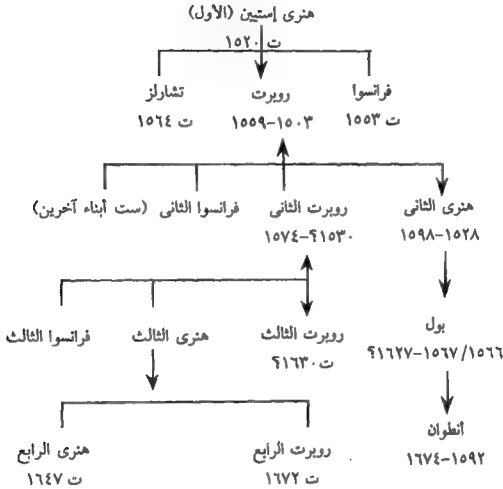 هنرى إستيين (الأول)
ت ١٥٢٠
فرانسوا
روبرت
تشارلز
ت ١٥٥٣
١٥٠٣-١٥٥٩
ت ١٥٦٤
هنرى الثانى
روبرت الثانى
فرانسوا الثانى
(ست أبناء آخرين)
١٥٢٨-١٥٩٨
١٥٣٠؟-١٥٧٤
بول
روبرت الثالث
هنرى الثالث
فرانسوا الثالث
١٥٦٦/١٥٦٧-١٦٢٧؟
ت ١٦٣٠؟
أنطوان
روبرت الرابع
هنرى الرابع
١٥٩٢-١٦٧٤
ت ١٦٧٢
ت ١٦٤٧